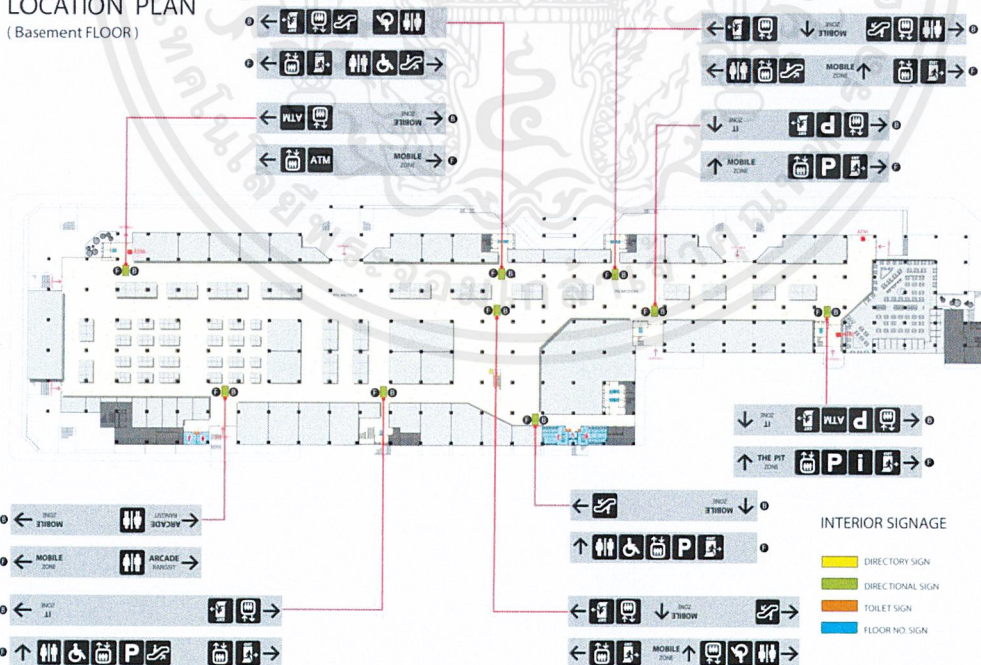 LOCATION PLAN
( Basement FLOOR )
B
F
ATM
MOBILE
ZONE
B
ATM
MOBILE
ZONE
F
MOBILE
ZONE
B
MOBILE
ZONE
F
IT
ZONE
P
B
MOBILE
ZONE
P
F
F B
F B
F B
F B
F B
F B
F B
F B
F B
IT
ZONE
ATM
P
B
THE PIT
ZONE
P
i
F
B
MOBILE
ZONE
ARCADE
RANGSIT
F
MOBILE
ZONE
ARCADE
RANGSIT
B
IT
ZONE
F
P
MOBILE
ZONE
B
P
F
MOBILE
ZONE
MOBILE
ZONE
INTERIOR SIGNAGE
DIRECTORY SIGN
DIRECTIONAL SIGN
TOILET SIGN
FLOOR NO. SIGN